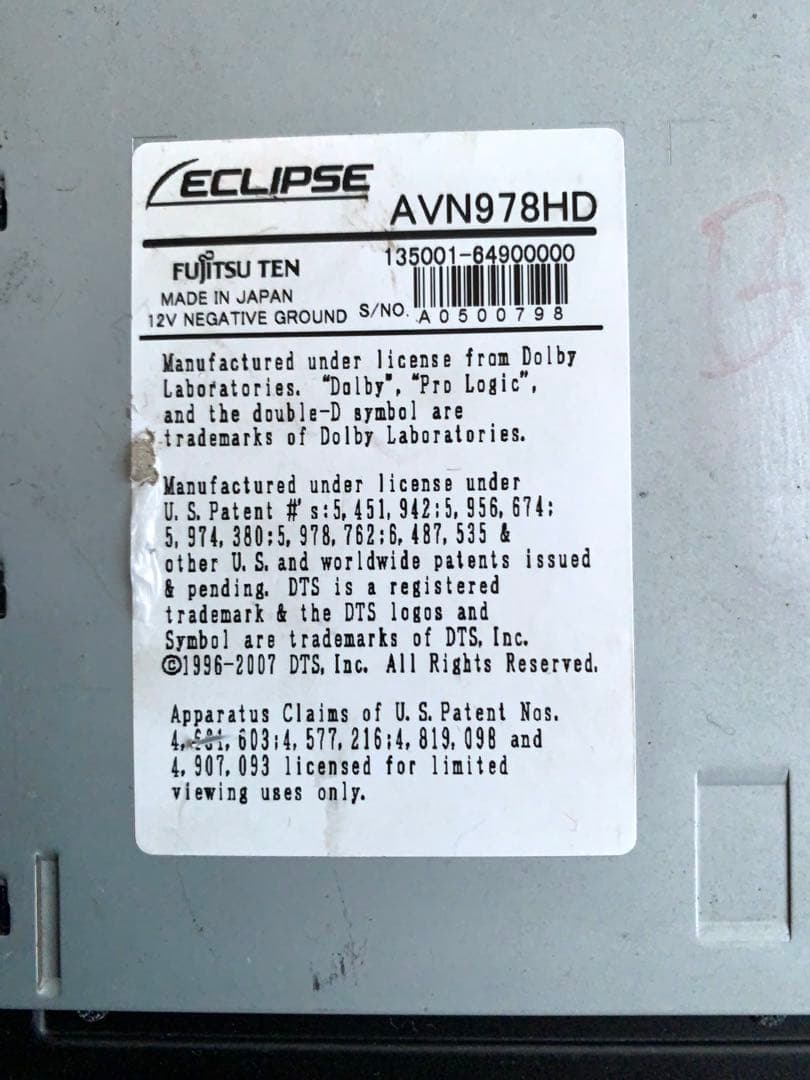 ECLIPSE
AVN978HD
FUJITSU TEN
135001-64900000
MADE IN JAPAN
12V NEGATIVE GROUND S/NO. A0500798
Manufactured under license from Dolby
Laboratories. "Dolby", "Pro Logic",
and the double-D symbol are
trademarks of Dolby Laboratories.
Manufactured under license under
U. S. Patent #' s:5, 451, 942;5, 956, 674;
5, 974, 380;5, 978, 762;6, 487, 535 &
other U. S. and worldwide patents issued
& pending. DTS is a registered
trademark & the DTS logos and
Symbol are trademarks of DTS, Inc.
©1996-2007 DTS, Inc. All Rights Reserved.
Apparatus Claims of U. S. Patent Nos.
4, 603;4, 577, 216;4, 819, 098 and
4, 907, 093 licensed for limited
viewing uses only.